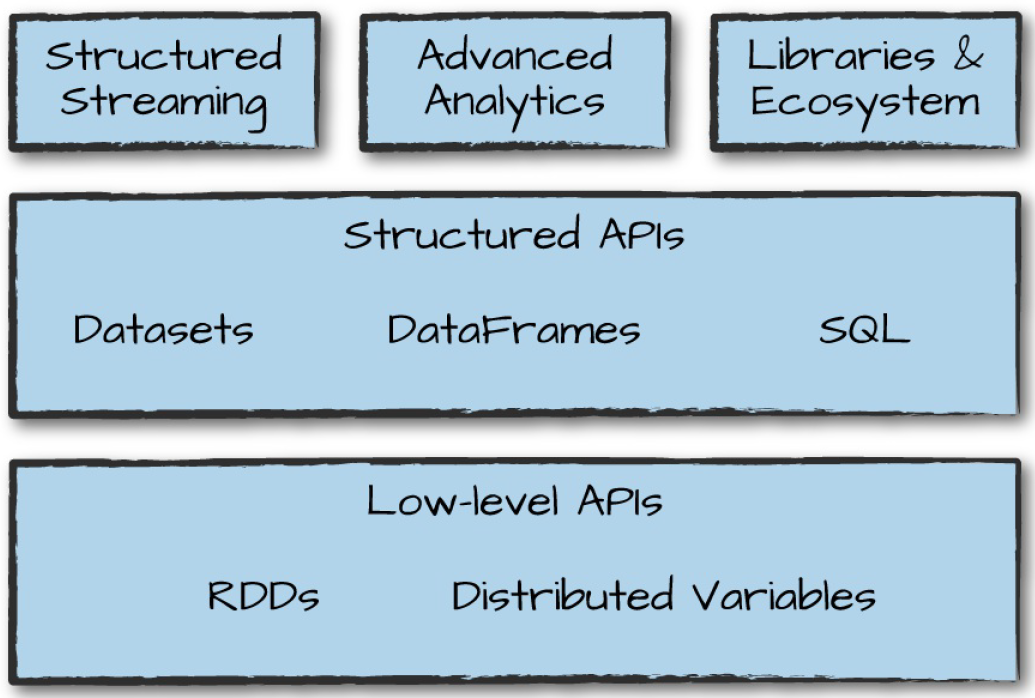 Structured
Streaming
Advanced
Analytics
Libraries &
Ecosystem
Structured APIs
Datasets DataFrames SQL
Low-level APIs
RDDs Distributed Variables